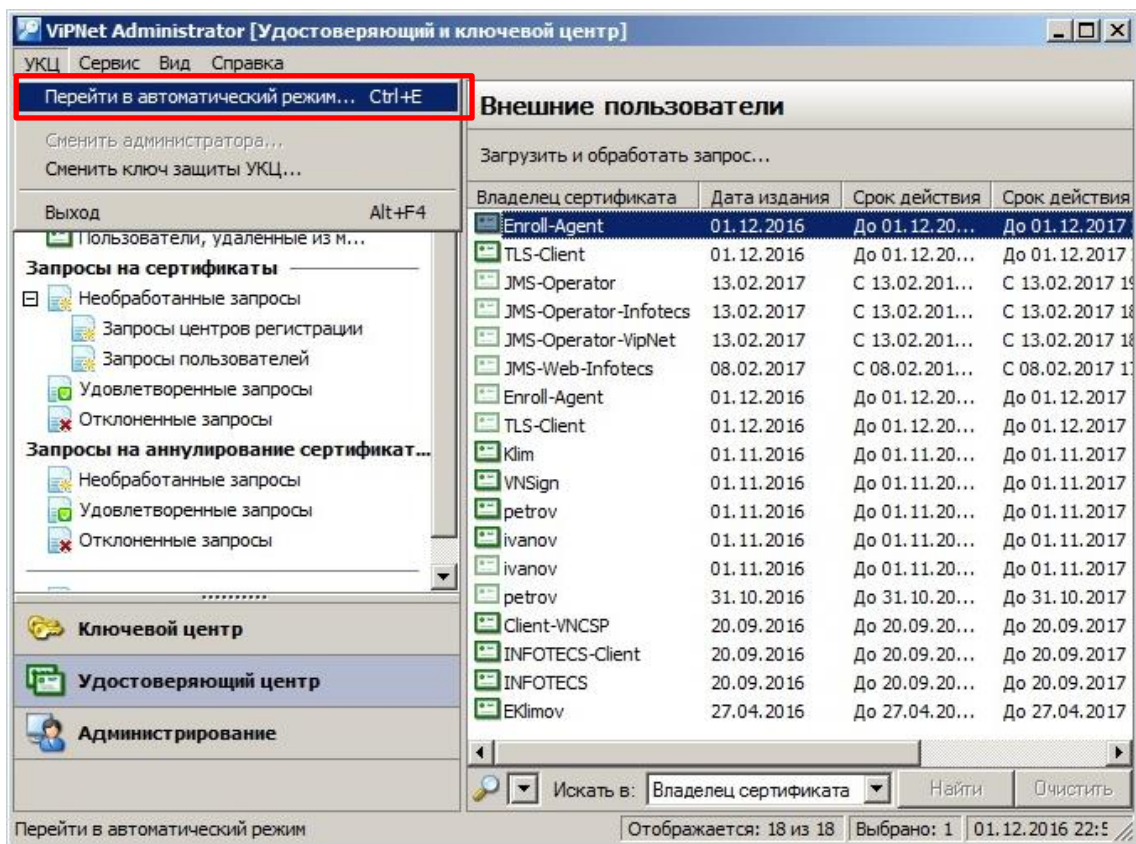 ViPNet Administrator [Удостоверяющий и ключевой центр]
УКЦ Сервис Вид Справка
Перейти в автоматический режим... Ctrl+E
Сменить администратора...
Сменить ключ защиты УКЦ...
Выход Alt+F4
Пользователи, удаленные из м...
Запросы на сертификаты
Необработанные запросы
Запросы центров регистрации
Запросы пользователей
Удовлетворенные запросы
Отклоненные запросы
Запросы на аннулирование сертификат...
Необработанные запросы
Удовлетворенные запросы
Отклоненные запросы
Ключевой центр
Удостоверяющий центр
Администрирование
Внешние пользователи
Загрузить и обработать запрос...
Владелец сертификата Дата издания Срок действия Срок действия
Enroll-Agent 01.12.2016 До 01.12.20... До 01.12.2017
TLS-Client 01.12.2016 До 01.12.20... До 01.12.2017
JMS-Operator 13.02.2017 С 13.02.201... С 13.02.2017 19
JMS-Operator-Infotecs 13.02.2017 С 13.02.201... С 13.02.2017 18
JMS-Operator-VipNet 13.02.2017 С 13.02.201... С 13.02.2017 18
JMS-Web-Infotecs 08.02.2017 С 08.02.201... С 08.02.2017 1
Enroll-Agent 01.12.2016 До 01.12.20... До 01.12.2017
TLS-Client 01.12.2016 До 01.12.20... До 01.12.2017
Klim 01.11.2016 До 01.11.20... До 01.11.2017
VNSign 01.11.2016 До 01.11.20... До 01.11.2017
petrov 01.11.2016 До 01.11.20... До 01.11.2017
ivanov 01.11.2016 До 01.11.20... До 01.11.2017
ivanov 01.11.2016 До 01.11.20... До 01.11.2017
petrov 31.10.2016 До 31.10.20... До 31.10.2017
Client-VNCSP 20.09.2016 До 20.09.20... До 20.09.2017
INFOTECS-Client 20.09.2016 До 20.09.20... До 20.09.2017
INFOTECS 20.09.2016 До 20.09.20... До 20.09.2017
EKlimov 27.04.2016 До 27.04.20... До 27.04.2017
Искать в: Владелец сертификата Найти Очистить
Перейти в автоматический режим Отображается: 18 из 18 Выбрано: 1 01.12.2016 22:5